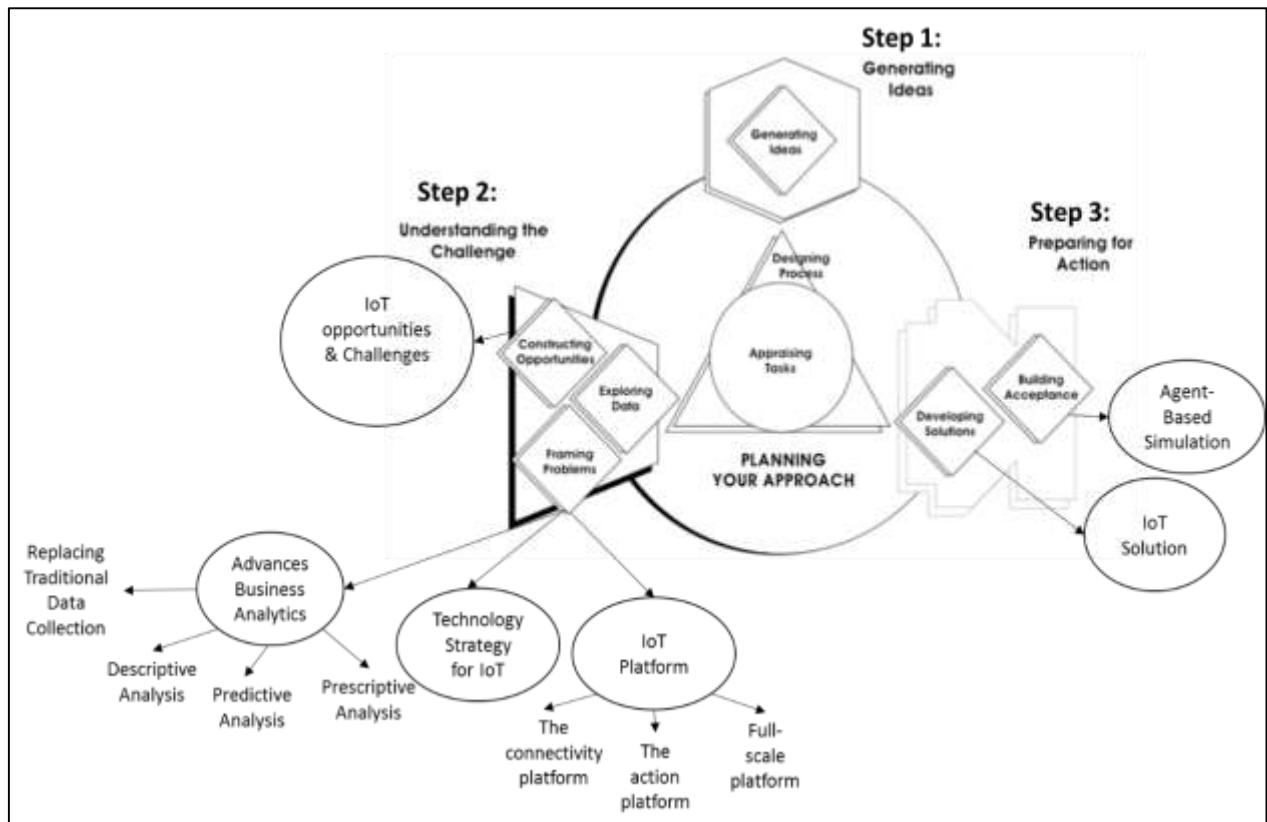 Step 1:
Generating
Ideas
Generating
Ideas
Step 2:
Understanding the
Challenge
Step 3:
Preparing for
Action
IoT
opportunities
& Challenges
Constructing
Opportunities
Exploring
Data
Framing
Problems
Designing
Process
Appraising
Tasks
PLANNING
YOUR APPROACH
Building
Acceptance
Developing
Solutions
Agent-
Based
Simulation
IoT
Solution
Replacing
Traditional
Data
Collection
Advances
Business
Analytics
Descriptive
Analysis
Predictive
Analysis
Prescriptive
Analysis
Technology
Strategy
for IoT
IoT
Platform
The
connectivity
platform
The
action
platform
Full-
scale
platform